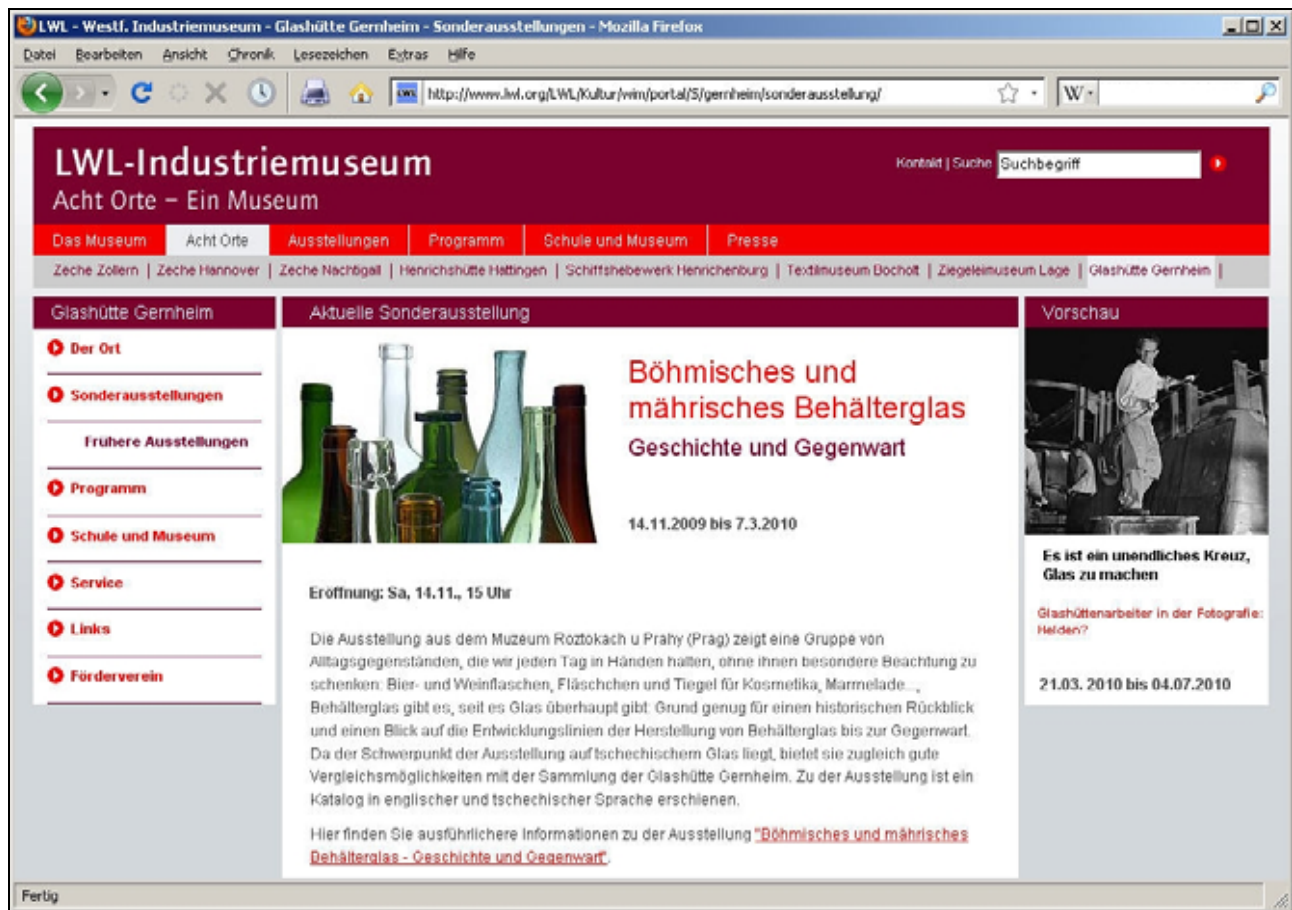 LWL - Westf. Industriemuseum - Glashütte Gernheim - Sonderausstellungen - Mozilla Firefox
Datei Bearbeiten Ansicht Chronik Lesezeichen Extras Hilfe
http://www.lwl.org/LWL/Kultur/wim/portal/S/gernheim/sonderausstellung/
W
LWL-Industriemuseum
Acht Orte – Ein Museum
Kontakt | Suche Suchbegriff
Das Museum Acht Orte Ausstellungen Programm Schule und Museum Presse
Zeche Zollern | Zeche Hannover | Zeche Nachtigall | Henrichshütte Hattingen | Schiffshebewerk Henrichenburg | Textilmuseum Bocholt | Ziegeleimuseum Lage | Glashütte Gernheim |
Glashütte Gernheim
Der Ort
Sonderausstellungen
Frühere Ausstellungen
Programm
Schule und Museum
Service
Links
Förderverein
Aktuelle Sonderausstellung
Böhmisches und
mährisches Behälterglas
Geschichte und Gegenwart
14.11.2009 bis 7.3.2010
Eröffnung: Sa, 14.11., 15 Uhr
Die Ausstellung aus dem Muzeum Roztokach u Prahy (Prag) zeigt eine Gruppe von
Alltagsgegenständen, die wir jeden Tag in Händen halten, ohne ihnen besondere Beachtung zu
schenken: Bier- und Weinflaschen, Fläschchen und Tiegel für Kosmetika, Marmelade...,
Behälterglas gibt es, seit es Glas überhaupt gibt: Grund genug für einen historischen Rückblick
und einen Blick auf die Entwicklungslinien der Herstellung von Behälterglas bis zur Gegenwart.
Da der Schwerpunkt der Ausstellung auf tschechischem Glas liegt, bietet sie zugleich gute
Vergleichsmöglichkeiten mit der Sammlung der Glashütte Gernheim. Zu der Ausstellung ist ein
Katalog in englischer und tschechischer Sprache erschienen.
Hier finden Sie ausführlichere Informationen zu der Ausstellung "Böhmisches und mährisches
Behälterglas - Geschichte und Gegenwart".
Vorschau
Es ist ein unendliches Kreuz,
Glas zu machen
Glashüttenarbeiter in der Fotografie:
Helden?
21.03. 2010 bis 04.07.2010
Fertig